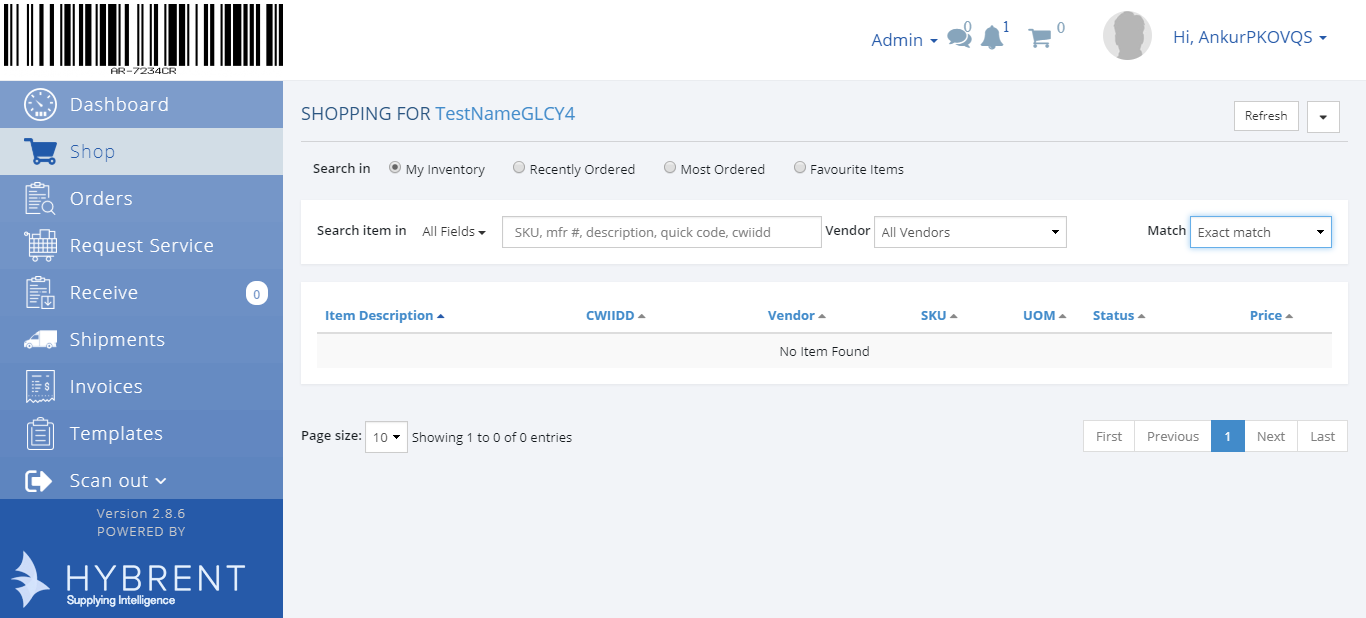 AR-7234CR
Admin 0 1 0 Hi, AnkurPKOVQS
Dashboard
Shop
Orders
Request Service
Receive 0
Shipments
Invoices
Templates
Scan out
Version 2.8.6
POWERED BY
HYBRENT
Supplying Intelligence
SHOPPING FOR TestNameGLCY4 Refresh
Search in My Inventory Recently Ordered Most Ordered Favourite Items
Search item in All Fields SKU, mfr #, description, quick code, cwiidd Vendor All Vendors Match Exact match
Item Description CWIIDD Vendor SKU UOM Status Price
No Item Found
Page size: 10 Showing 1 to 0 of 0 entries First Previous 1 Next Last